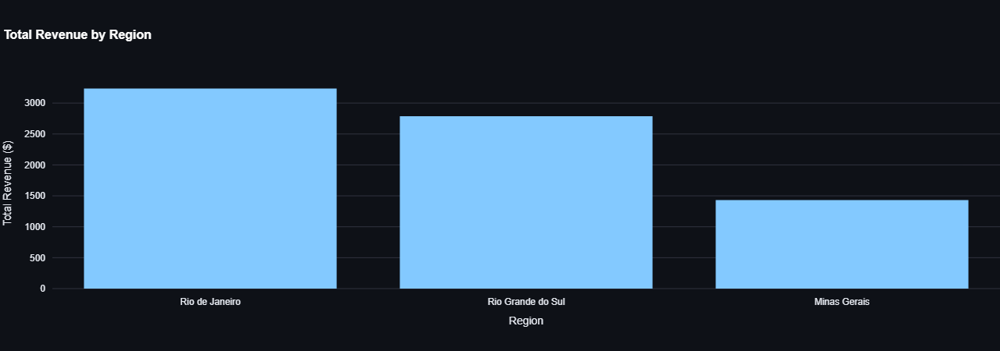 Total Revenue by Region
Total Revenue ($)
3000
2500
2000
1500
1000
500
0
Rio de Janeiro
Rio Grande do Sul
Minas Gerais
Region